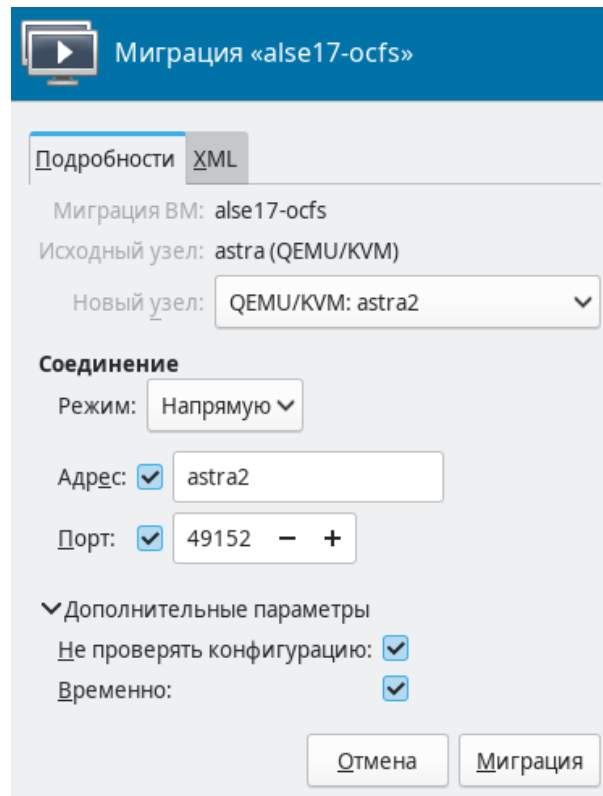 Миграция «alse17-ocfs»
Подробности XML
Миграция ВМ: alse17-ocfs
Исходный узел: astra (QEMU/KVM)
Новый узел: QEMU/KVM: astra2
Соединение
Режим: Напрямую
Адрес: astra2
Порт: 49152 − +
Дополнительные параметры
Не проверять конфигурацию:
Временно:
Отмена Миграция